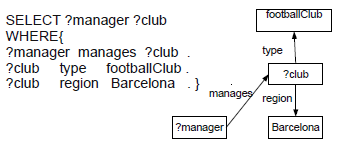 SELECT ?manager ?club
WHERE{
?manager manages ?club .
?club type footballClub .
?club region Barcelona . }
footballClub
type
?club
.
manages
region
?manager
Barcelona